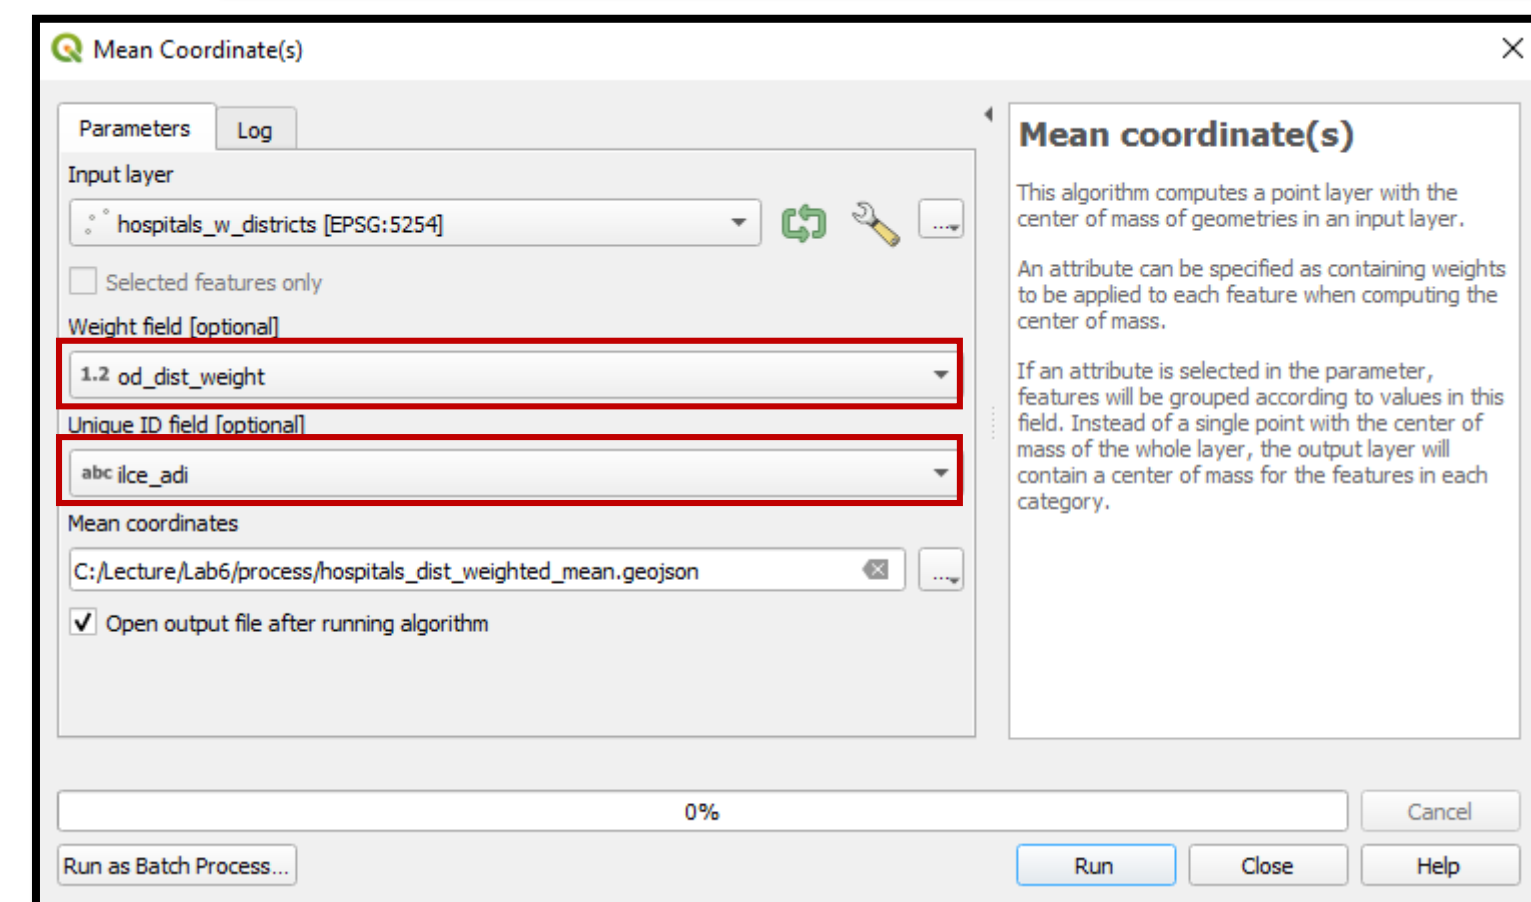 Mean Coordinate(s)
Parameters
Log
Input layer
hospitals_w_districts [EPSG:5254]
...
Selected features only
Weight field [optional]
1.2 od_dist_weight
Unique ID field [optional]
abc ilce_adi
Mean coordinates
C:/Lecture/Lab6/process/hospitals_dist_weighted_mean.geojson
...
Open output file after running algorithm
Mean coordinate(s)
This algorithm computes a point layer with the
center of mass of geometries in an input layer.
An attribute can be specified as containing weights
to be applied to each feature when computing the
center of mass.
If an attribute is selected in the parameter,
features will be grouped according to values in this
field. Instead of a single point with the center of
mass of the whole layer, the output layer will
contain a center of mass for the features in each
category.
0%
Cancel
Run as Batch Process...
Run
Close
Help